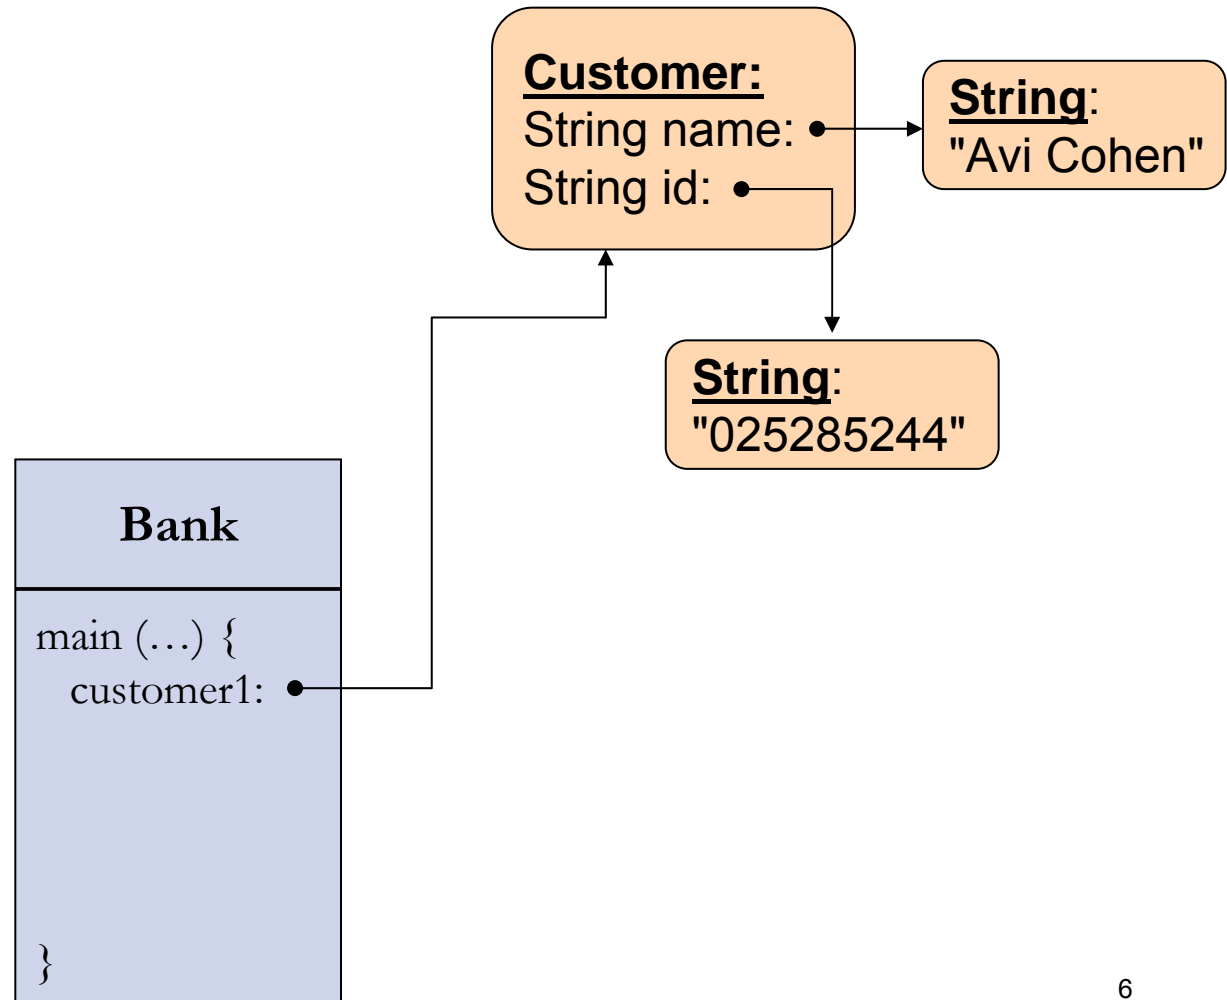 Customer:
String name:
String id:
String:
"Avi Cohen"
String:
"025285244"
Bank
main (…) {
customer1:
}
6